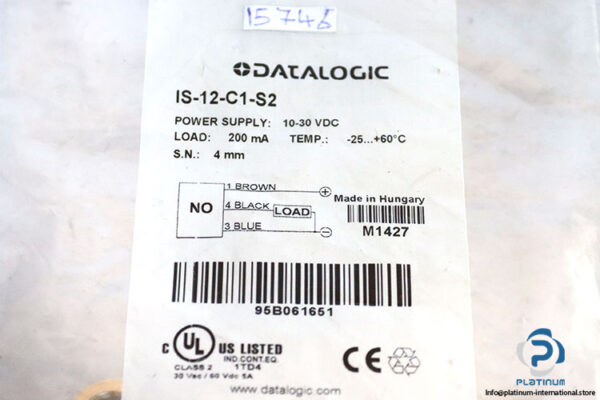 15746
DATALOGIC
IS-12-C1-S2
POWER SUPPLY: 10-30 VDC
LOAD: 200 mA TEMP.: -25...+60°C
S.N.: 4 mm
NO
1 BROWN +
4 BLACK LOAD
3 BLUE -
Made in Hungary
M1427
95B061651
C UL US LISTED
IND.CONT.EQ.
CLASS 2 1TD4
30 Vac / 60 Vdc 5A
CE
www.datalogic.com
PLATINUM
Info@platinum-international.store